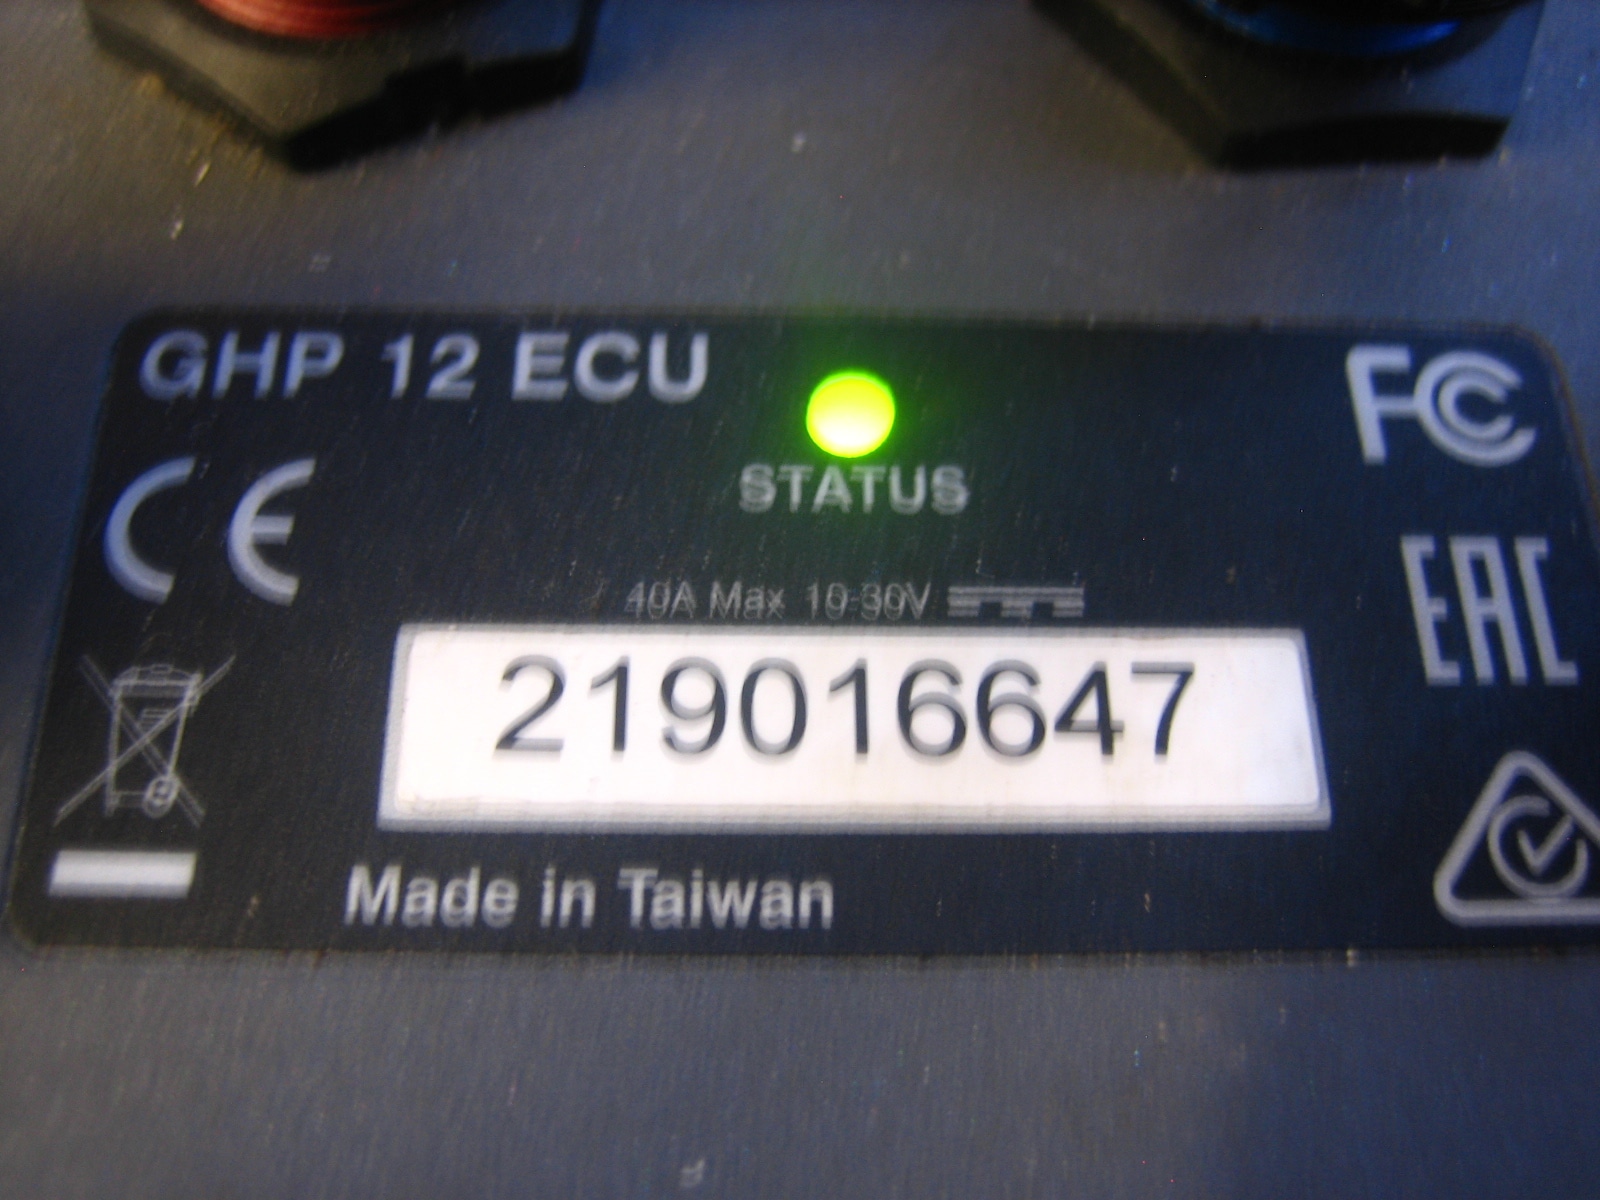 GHP 12 ECU
FC
STATUS
CE
40A Max 10-30V
EAC
219016647
Made in Taiwan